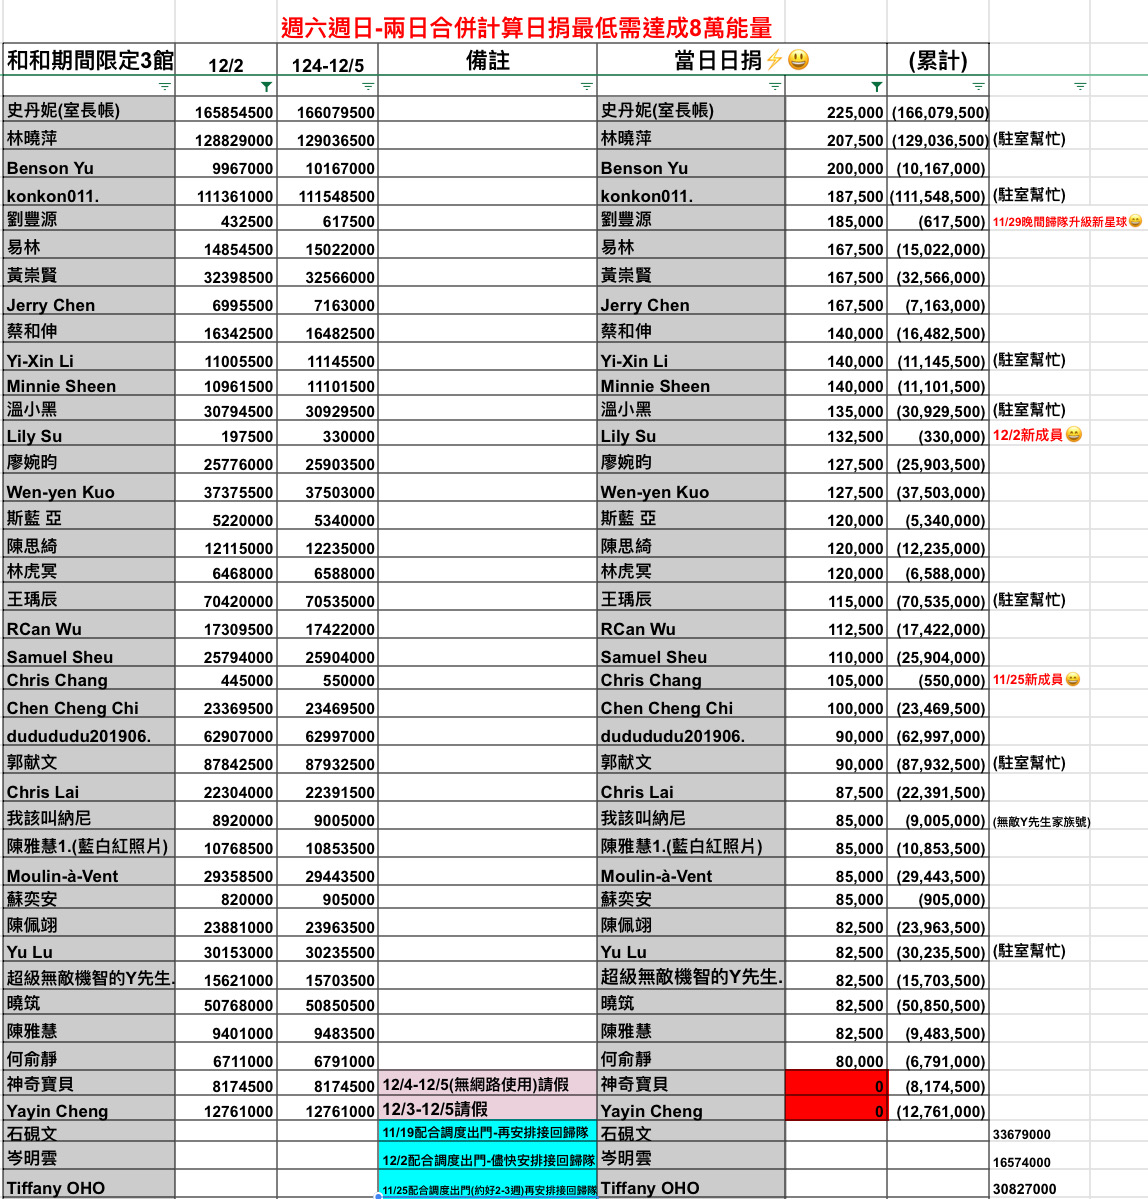 週六週日-兩日合併計算日捐最低需達成8萬能量
和和期間限定3館 12/2 124-12/5 備註 當日日捐⚡😃 (累計)
史丹妮(室長帳) 165854500 166079500 史丹妮(室長帳) 225,000 (166,079,500)
林曉萍 128829000 129036500 林曉萍 207,500 (129,036,500) (駐室幫忙)
Benson Yu 9967000 10167000 Benson Yu 200,000 (10,167,000)
konkon011. 111361000 111548500 konkon011. 187,500 (111,548,500) (駐室幫忙)
劉豐源 432500 617500 劉豐源 185,000 (617,500) 11/29晚間歸隊升級新星球😄
易林 14854500 15022000 易林 167,500 (15,022,000)
黃崇賢 32398500 32566000 黃崇賢 167,500 (32,566,000)
Jerry Chen 6995500 7163000 Jerry Chen 167,500 (7,163,000)
蔡和伸 16342500 16482500 蔡和伸 140,000 (16,482,500)
Yi-Xin Li 11005500 11145500 Yi-Xin Li 140,000 (11,145,500) (駐室幫忙)
Minnie Sheen 10961500 11101500 Minnie Sheen 140,000 (11,101,500)
溫小黑 30794500 30929500 溫小黑 135,000 (30,929,500) (駐室幫忙)
Lily Su 197500 330000 Lily Su 132,500 (330,000) 12/2新成員😄
廖婉昀 25776000 25903500 廖婉昀 127,500 (25,903,500)
Wen-yen Kuo 37375500 37503000 Wen-yen Kuo 127,500 (37,503,000)
斯藍 亞 5220000 5340000 斯藍 亞 120,000 (5,340,000)
陳思綺 12115000 12235000 陳思綺 120,000 (12,235,000)
林虎冥 6468000 6588000 林虎冥 120,000 (6,588,000)
王瑀辰 70420000 70535000 王瑀辰 115,000 (70,535,000) (駐室幫忙)
RCan Wu 17309500 17422000 RCan Wu 112,500 (17,422,000)
Samuel Sheu 25794000 25904000 Samuel Sheu 110,000 (25,904,000)
Chris Chang 445000 550000 Chris Chang 105,000 (550,000) 11/25新成員😄
Chen Cheng Chi 23369500 23469500 Chen Cheng Chi 100,000 (23,469,500)
dudududu201906. 62907000 62997000 dudududu201906. 90,000 (62,997,000)
郭献文 87842500 87932500 郭献文 90,000 (87,932,500) (駐室幫忙)
Chris Lai 22304000 22391500 Chris Lai 87,500 (22,391,500)
我該叫納尼 8920000 9005000 我該叫納尼 85,000 (9,005,000) (無敵Y先生家族號)
陳雅慧1.(藍白紅照片) 10768500 10853500 陳雅慧1.(藍白紅照片) 85,000 (10,853,500)
Moulin-à-Vent 29358500 29443500 Moulin-à-Vent 85,000 (29,443,500)
蘇奕安 820000 905000 蘇奕安 85,000 (905,000)
陳佩翊 23881000 23963500 陳佩翊 82,500 (23,963,500)
Yu Lu 30153000 30235500 Yu Lu 82,500 (30,235,500) (駐室幫忙)
超級無敵機智的Y先生. 15621000 15703500 超級無敵機智的Y先生. 82,500 (15,703,500)
曉筑 50768000 50850500 曉筑 82,500 (50,850,500)
陳雅慧 9401000 9483500 陳雅慧 82,500 (9,483,500)
何俞靜 6711000 6791000 何俞靜 80,000 (6,791,000)
神奇寶貝 8174500 8174500 12/4-12/5(無網路使用)請假 神奇寶貝 0 (8,174,500)
Yayin Cheng 12761000 12761000 12/3-12/5請假 Yayin Cheng 0 (12,761,000)
石硯文 11/19配合調度出門-再安排接回歸隊 石硯文 33679000
岑明雲 12/2配合調度出門-儘快安排接回歸隊 岑明雲 16574000
Tiffany OHO 11/25配合調度出門(約好2-3週)再安排接回歸隊 Tiffany OHO 30827000